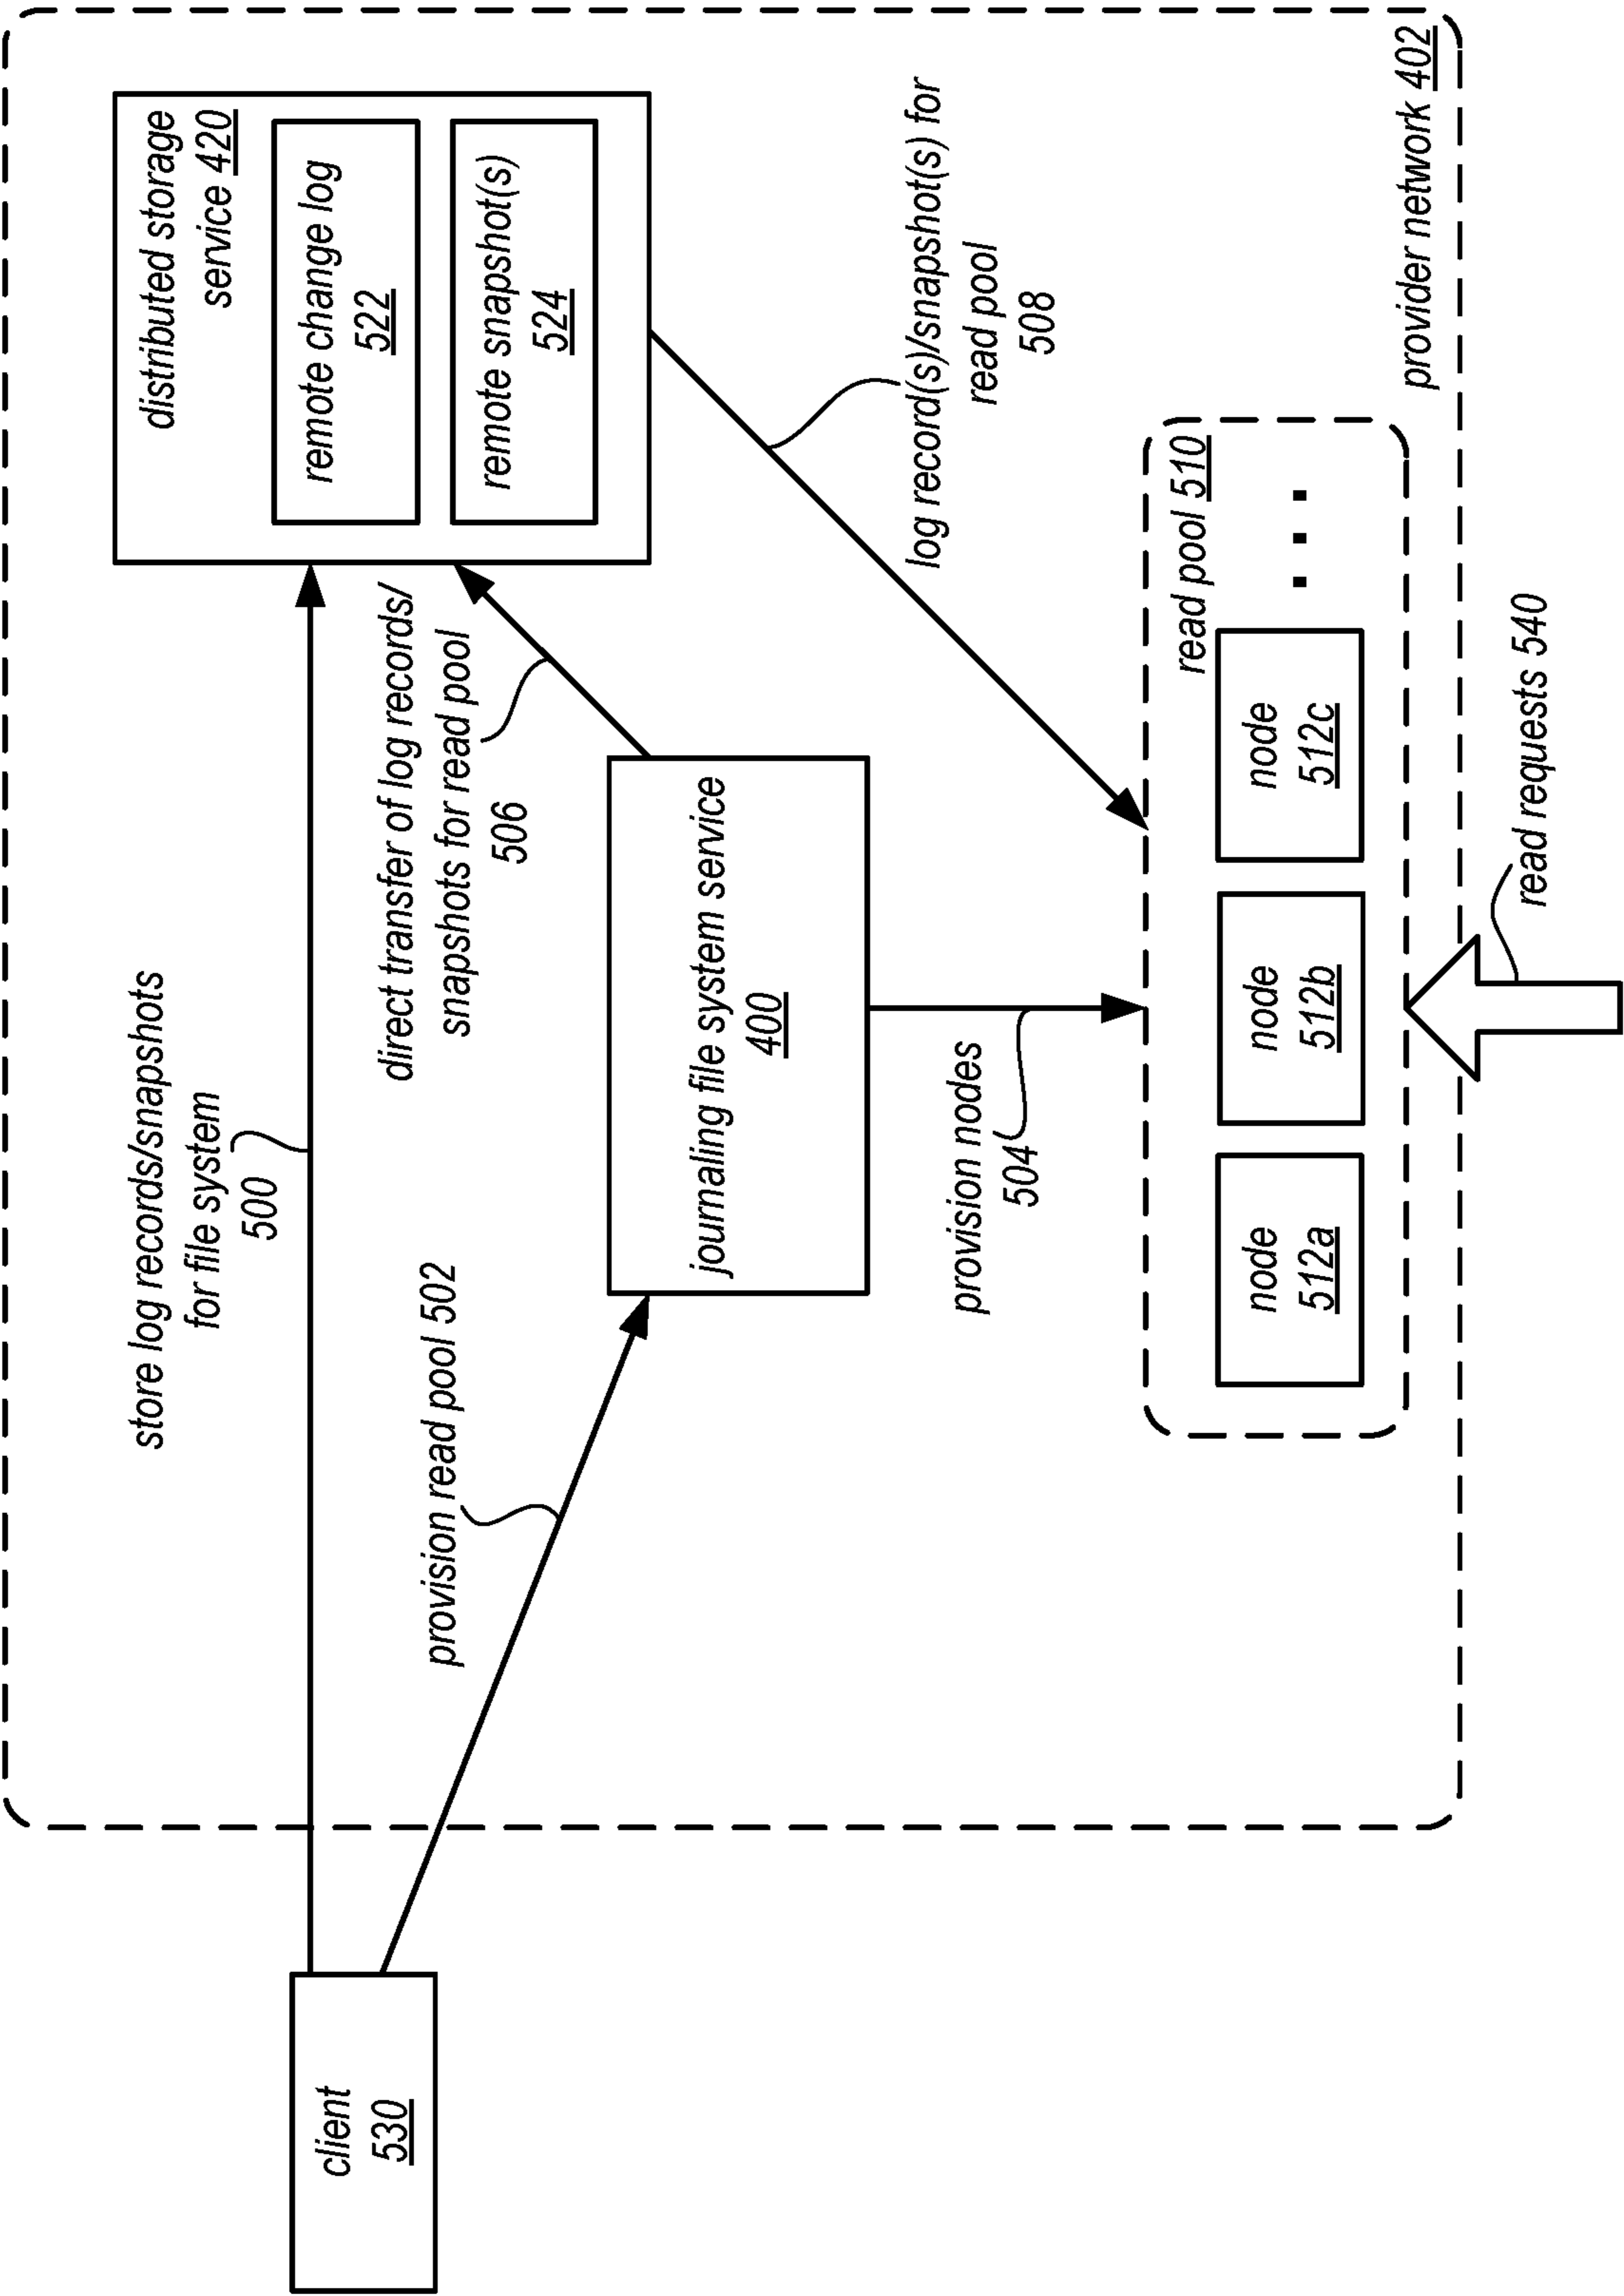 store log records/snapshots
for file system
500
distributed storage
service 420
remote change log
522
remote snapshot(s)
524
client
530
provision read pool 502
direct transfer of log records/
snapshots for read pool
506
journaling file system service
400
log record(s)/snapshot(s) for
read pool
508
provision nodes
504
read pool 510
node
512a
node
512b
node
512c
. . .
provider network 402
read requests 540